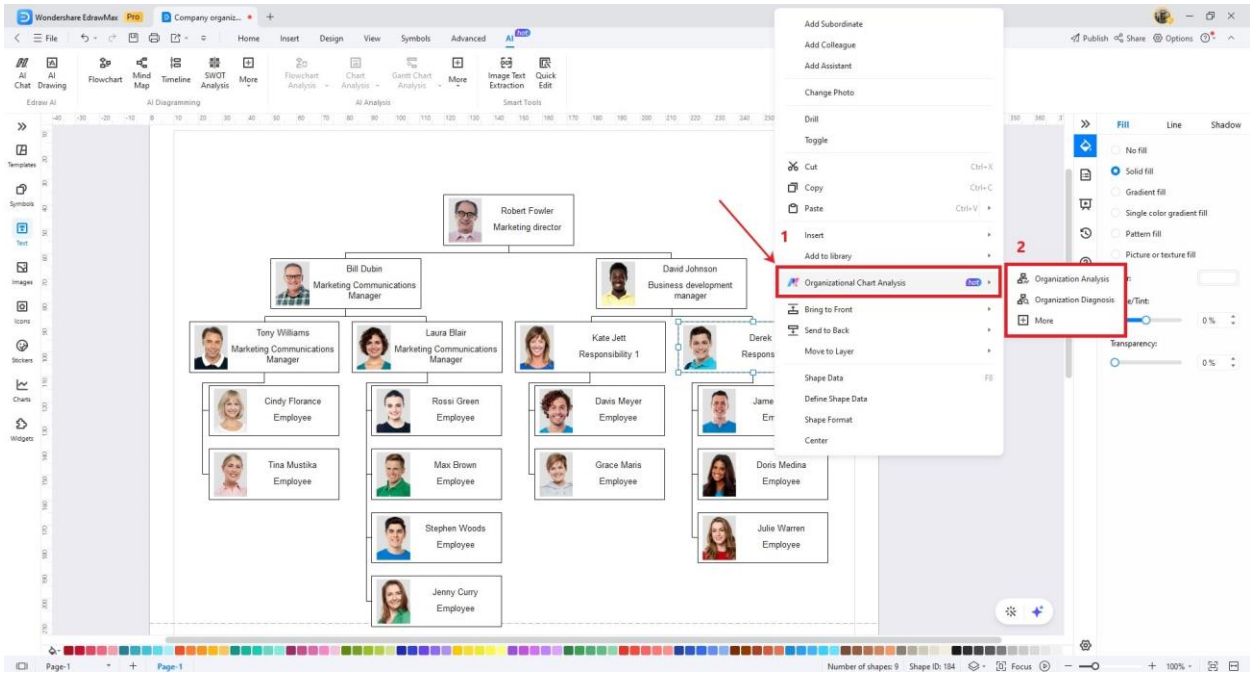 Wondershare EdrawMax Pro
Company organiz...
File
Home Insert Design View Symbols Advanced AI hot
Publish Share Options
AI Chat
AI Drawing
Edraw AI
Flowchart
Mind Map
Timeline
SWOT Analysis
More
AI Diagramming
Flowchart Analysis
Chart Analysis
Gantt Chart Analysis
More
AI Analysis
Image Text Extraction
Quick Edit
Smart Tools
Templates
Symbols
Text
Images
Icons
Stickers
Charts
Widgets
Robert Fowler
Marketing director
Bill Dubin
Marketing Communications
Manager
David Johnson
Business development
manager
Tony Williams
Marketing Communications
Manager
Laura Blair
Marketing Communications
Manager
Kate Jett
Responsibility 1
Derek
Respons
Cindy Florance
Employee
Rossi Green
Employee
Davis Meyer
Employee
Jame
Em
Tina Mustika
Employee
Max Brown
Employee
Grace Maris
Employee
Doris Medina
Employee
Stephen Woods
Employee
Julie Warren
Employee
Jenny Curry
Employee
Add Subordinate
Add Colleague
Add Assistant
Change Photo
Drill
Toggle
Cut Ctrl+X
Copy Ctrl+C
Paste Ctrl+V
1
Insert
Add to library
Organizational Chart Analysis hot
Bring to Front
Send to Back
Move to Layer
Shape Data F8
Define Shape Data
Shape Format
Center
2
Organization Analysis
Organization Diagnosis
More
Fill Line Shadow
No fill
Solid fill
Gradient fill
Single color gradient fill
Pattern fill
Picture or texture fill
e/Tint:
0 %
Transparency:
0 %
Page-1
Page-1
Number of shapes: 9 Shape ID: 184 Focus 100%